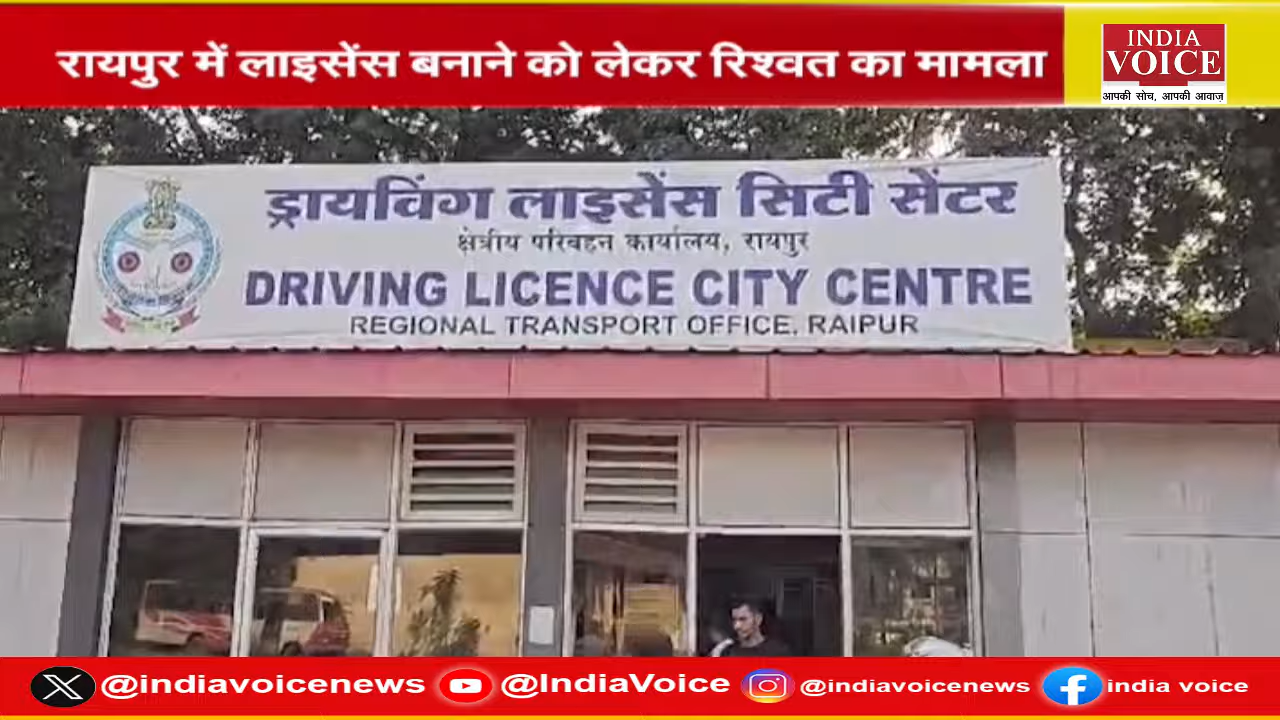 रायपुर में लाइसेंस बनाने को लेकर रिश्वत का मामला
INDIA
VOICE
आपकी सोच, आपकी आवाज़
ड्रायविंग लाइसेंस सिटी सेंटर
क्षेत्रीय परिवहन कार्यालय, रायपुर
DRIVING LICENCE CITY CENTRE
REGIONAL TRANSPORT OFFICE, RAIPUR
@indiavoicenews @IndiaVoice @indiavoicenews india voice